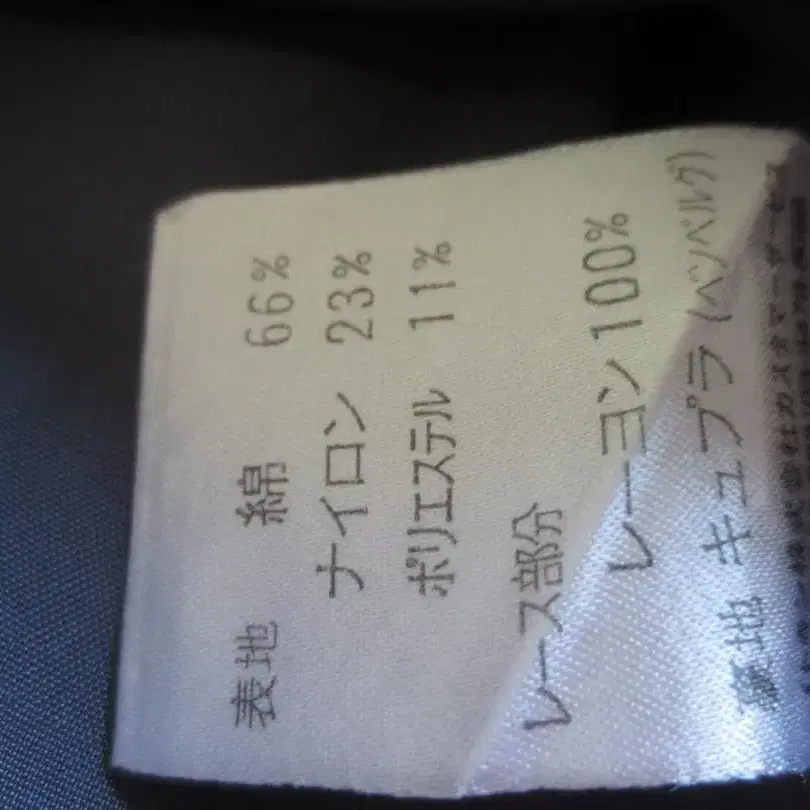 表地 綿 66%
ナイロン 23%
ポリエステル 11%
レース部分
レーヨン 100%
裏地 キュプラ(ベンベルグ)